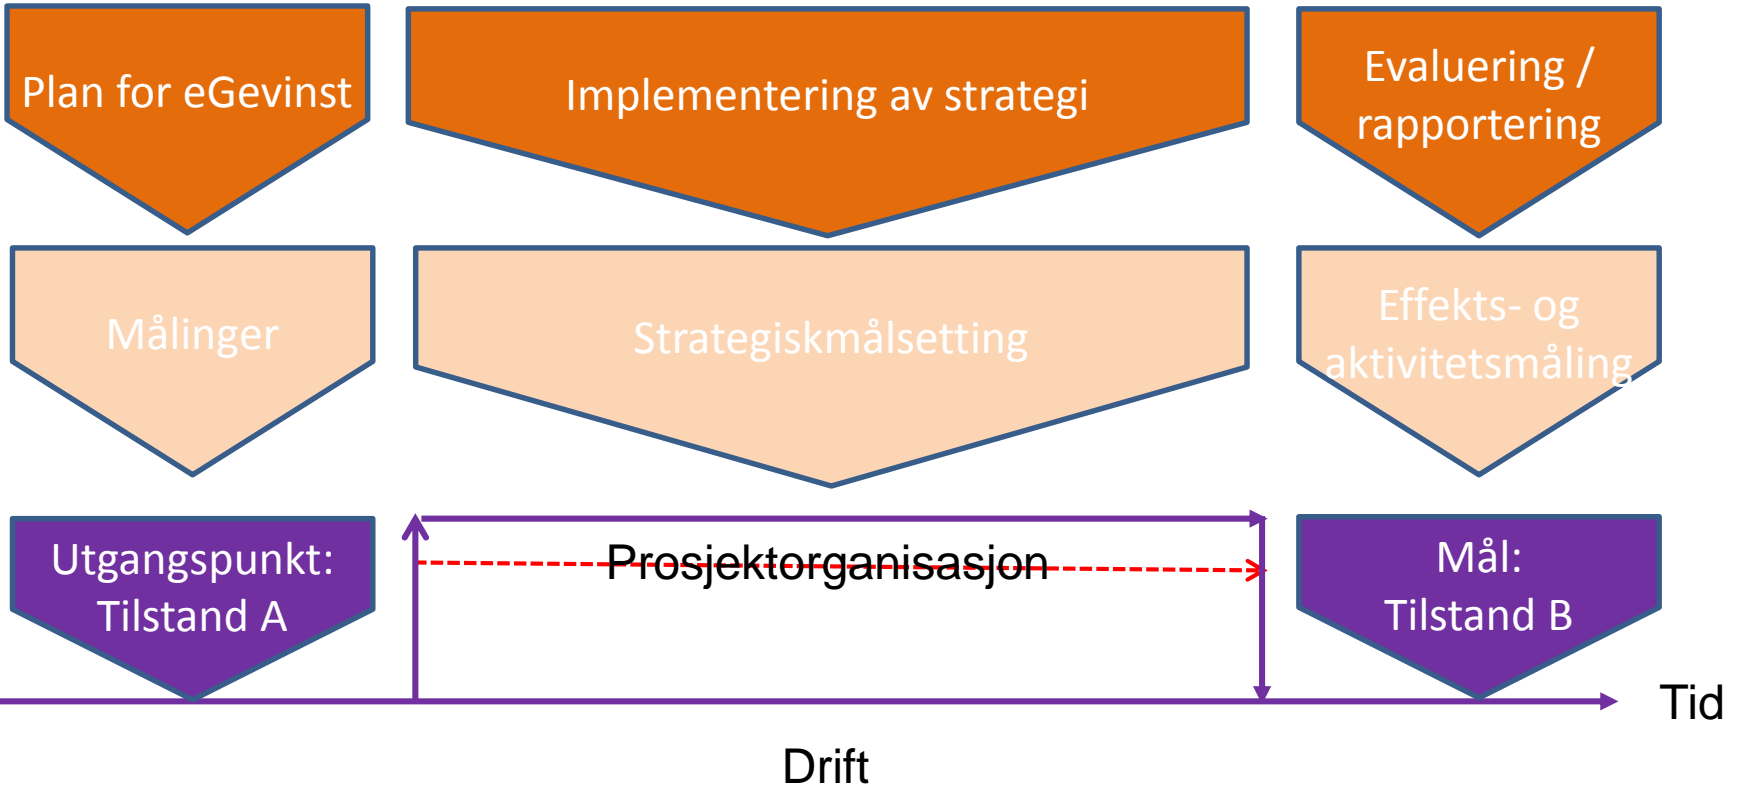 Plan for eGevinst
Implementering av strategi
Evaluering /
rapportering
Målinger
Strategiskmålsetting
Effekts- og
aktivitetsmåling
Utgangspunkt:
Tilstand A
Prosjektorganisasjon
Mål:
Tilstand B
Tid
Drift